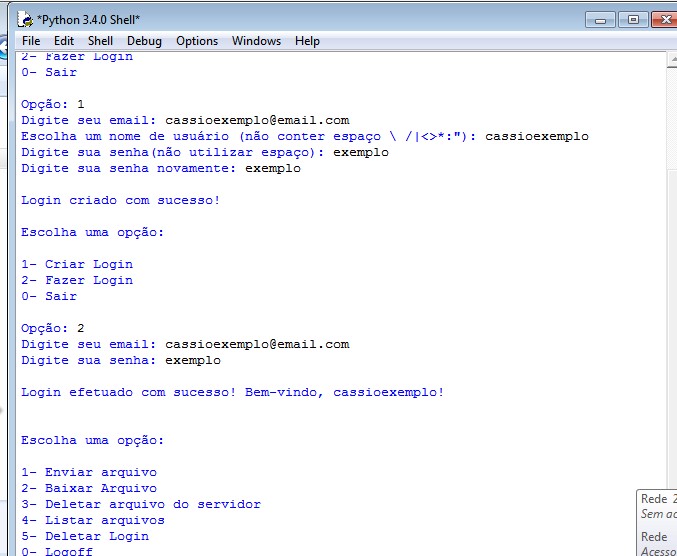 *Python 3.4.0 Shell*
File Edit Shell Debug Options Windows Help
2- Fazer Login
0- Sair
Opção: 1
Digite seu email: cassioexemplo@email.com
Escolha um nome de usuário (não conter espaço \ /|<>*:"): cassioexemplo
Digite sua senha(não utilizar espaço): exemplo
Digite sua senha novamente: exemplo
Login criado com sucesso!
Escolha uma opção:
1- Criar Login
2- Fazer Login
0- Sair
Opção: 2
Digite seu email: cassioexemplo@email.com
Digite sua senha: exemplo
Login efetuado com sucesso! Bem-vindo, cassioexemplo!
Escolha uma opção:
1- Enviar arquivo
2- Baixar Arquivo
3- Deletar arquivo do servidor
4- Listar arquivos
5- Deletar Login
0- Logoff
Rede 2
Sem ac
Rede
Acesso